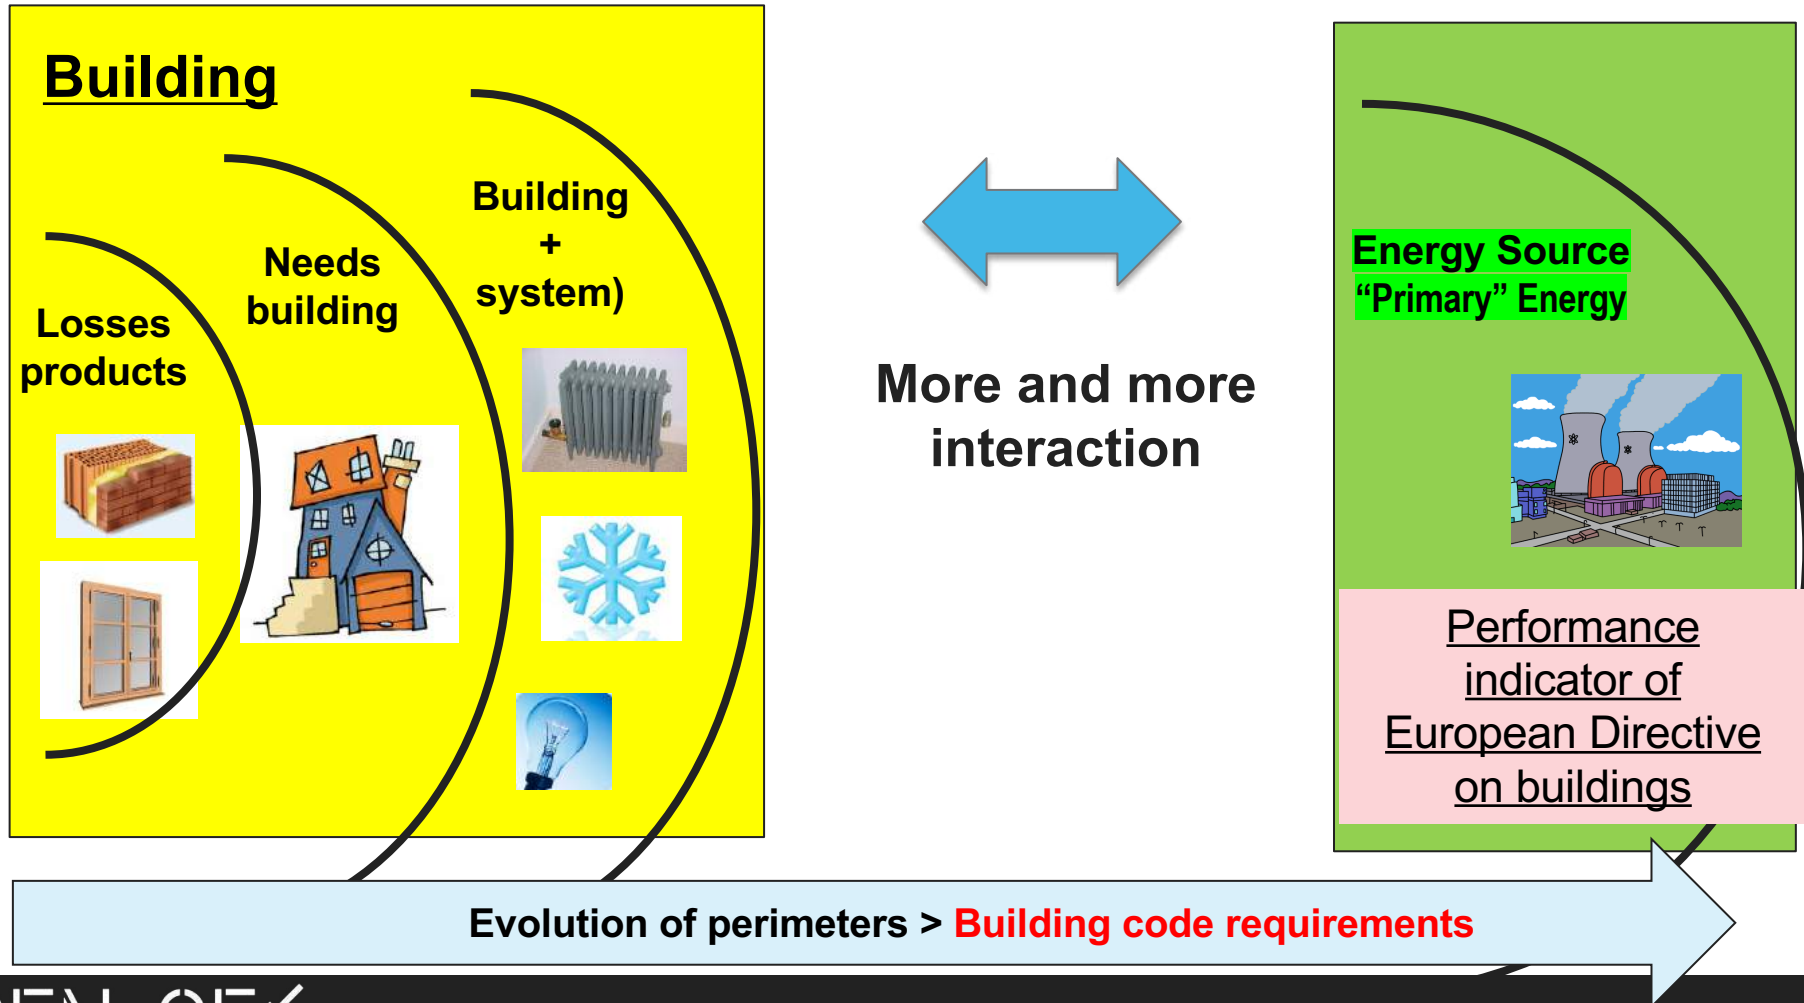 Building
Losses
products
Needs
building
Building
+
system)
More and more
interaction
Energy Source
“Primary” Energy
Performance
indicator of
European Directive
on buildings
Evolution of perimeters > Building code requirements